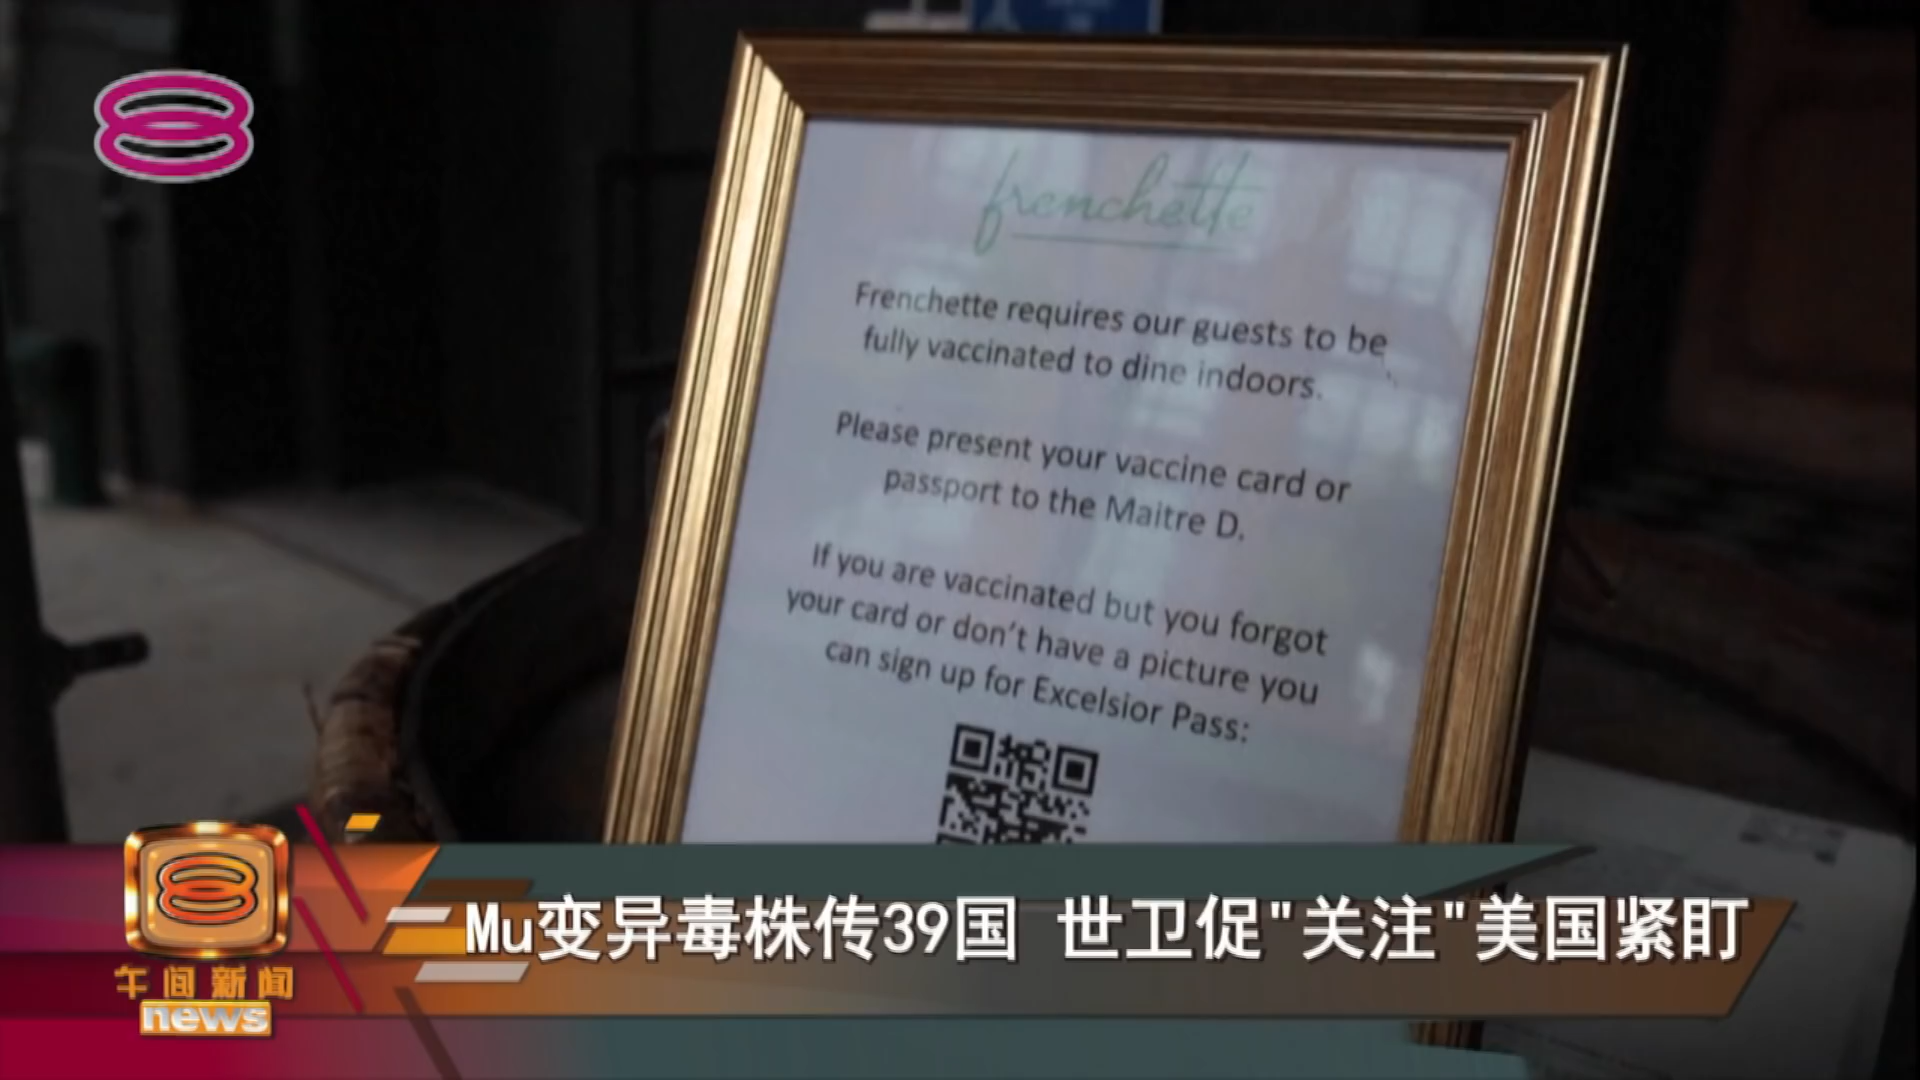 frenchette
Frenchette requires our guests to be
fully vaccinated to dine indoors.
Please present your vaccine card or
passport to the Maitre D.
If you are vaccinated but you forgot
your card or don't have a picture you
can sign up for Excelsior Pass:
Mu变异毒株传39国 世卫促"关注"美国紧盯
午间新闻
news